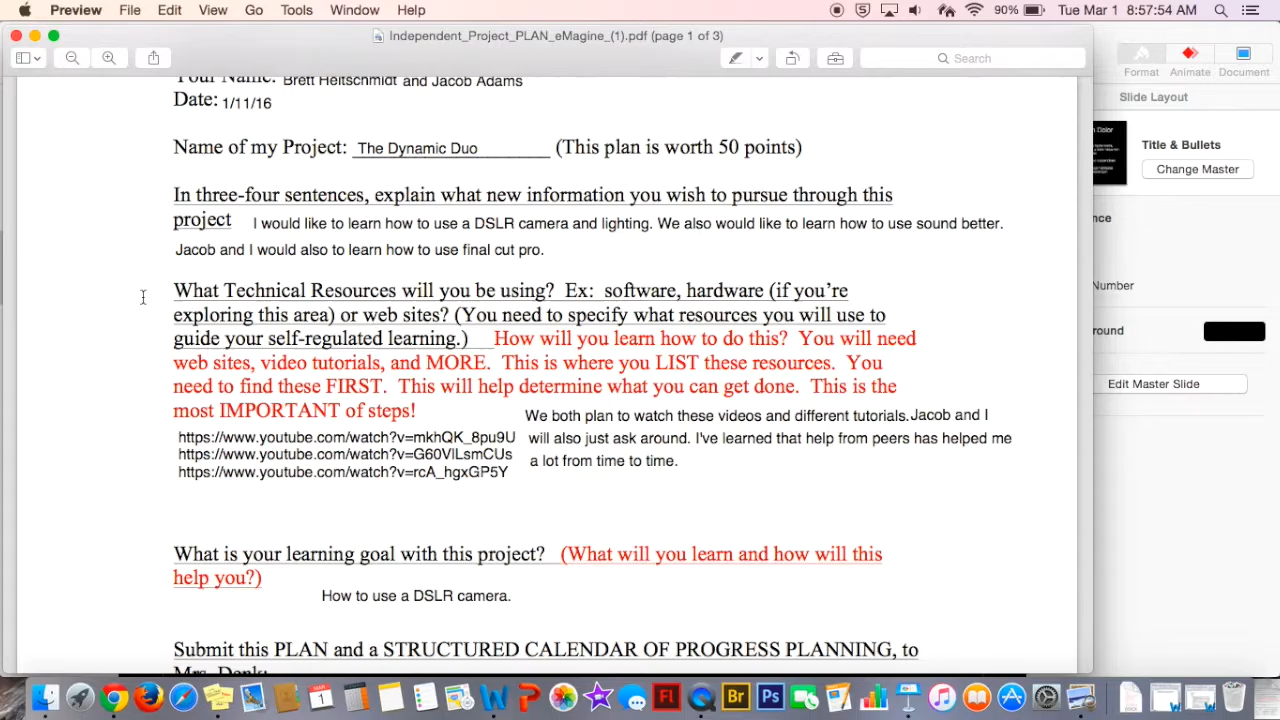 Preview File Edit View Go Tools Window Help 90% Tue Mar 1 8:57:54 AM
Independent_Project_PLAN_eMagine_(1).pdf (page 1 of 3)
Search
Format Animate Document
Slide Layout
Title & Bullets
Change Master
nce
Number
round
Edit Master Slide
Your Name: Brett Heitschmidt and Jacob Adams
Date: 1/11/16
Name of my Project: The Dynamic Duo (This plan is worth 50 points)
In three-four sentences, explain what new information you wish to pursue through this
project I would like to learn how to use a DSLR camera and lighting. We also would like to learn how to use sound better.
Jacob and I would also to learn how to use final cut pro.
What Technical Resources will you be using? Ex: software, hardware (if you’re
exploring this area) or web sites? (You need to specify what resources you will use to
guide your self-regulated learning.) How will you learn how to do this? You will need
web sites, video tutorials, and MORE. This is where you LIST these resources. You
need to find these FIRST. This will help determine what you can get done. This is the
most IMPORTANT of steps!
We both plan to watch these videos and different tutorials. Jacob and I
will also just ask around. I've learned that help from peers has helped me
a lot from time to time.
https://www.youtube.com/watch?v=mkhQK_8pu9U
https://www.youtube.com/watch?v=G60VlLsmCUs
https://www.youtube.com/watch?v=rcA_hgxGP5Y
What is your learning goal with this project? (What will you learn and how will this
help you?)
How to use a DSLR camera.
Submit this PLAN and a STRUCTURED CALENDAR OF PROGRESS PLANNING, to
Mrs. Denk: